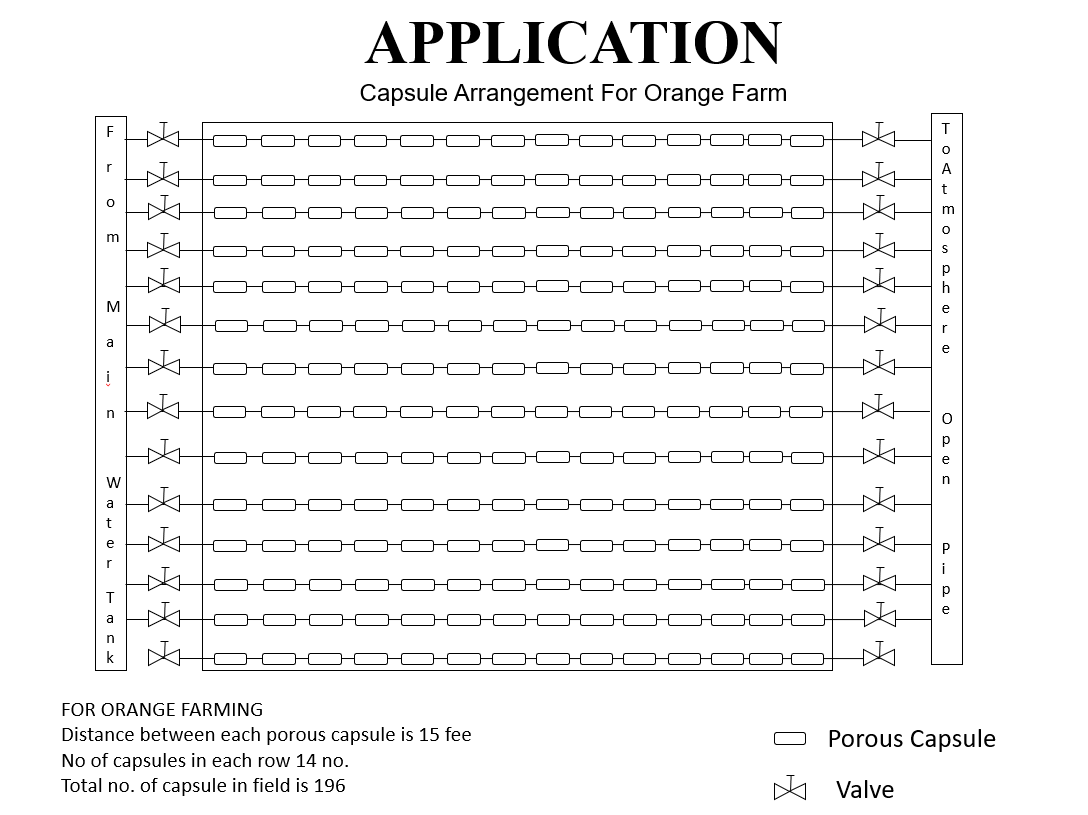 APPLICATION
Capsule Arrangement For Orange Farm
From Main Water Tank
To Atmosphere Open Pipe
FOR ORANGE FARMING
Distance between each porous capsule is 15 fee
No of capsules in each row 14 no.
Total no. of capsule in field is 196
Porous Capsule
Valve